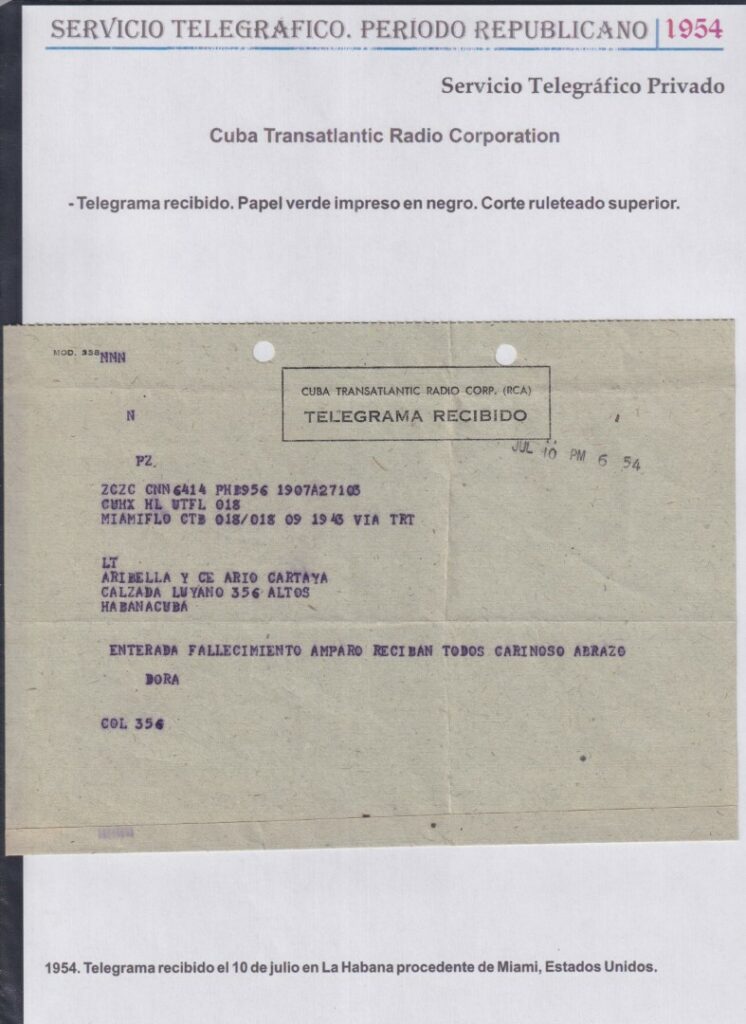 SERVICIO TELEGRÁFICO. PERÍODO REPUBLICANO | 1954
Servicio Telegráfico Privado
Cuba Transatlantic Radio Corporation
- Telegrama recibido. Papel verde impreso en negro. Corte ruleteado superior.
MOD. 358 NNN
CUBA TRANSATLANTIC RADIO CORP. (RCA)
TELEGRAMA RECIBIDO
N
JUL 10 PM 6 54
PZ.
ZCZC CNN6414 PHB956 1907A27103
CUHX HL UTFL 018
MIAMIFLO CTB 018/018 09 1943 VIA TRT
LT
ARIBELLA Y CE ARIO CARTAYA
CALZADA LUYANO 356 ALTOS
HABANACUBA
ENTERADA FALLECIMIENTO AMPARO RECIBAN TODOS CARINOSO ABRAZO
DORA
COL 356
1954. Telegrama recibido el 10 de julio en La Habana procedente de Miami, Estados Unidos.